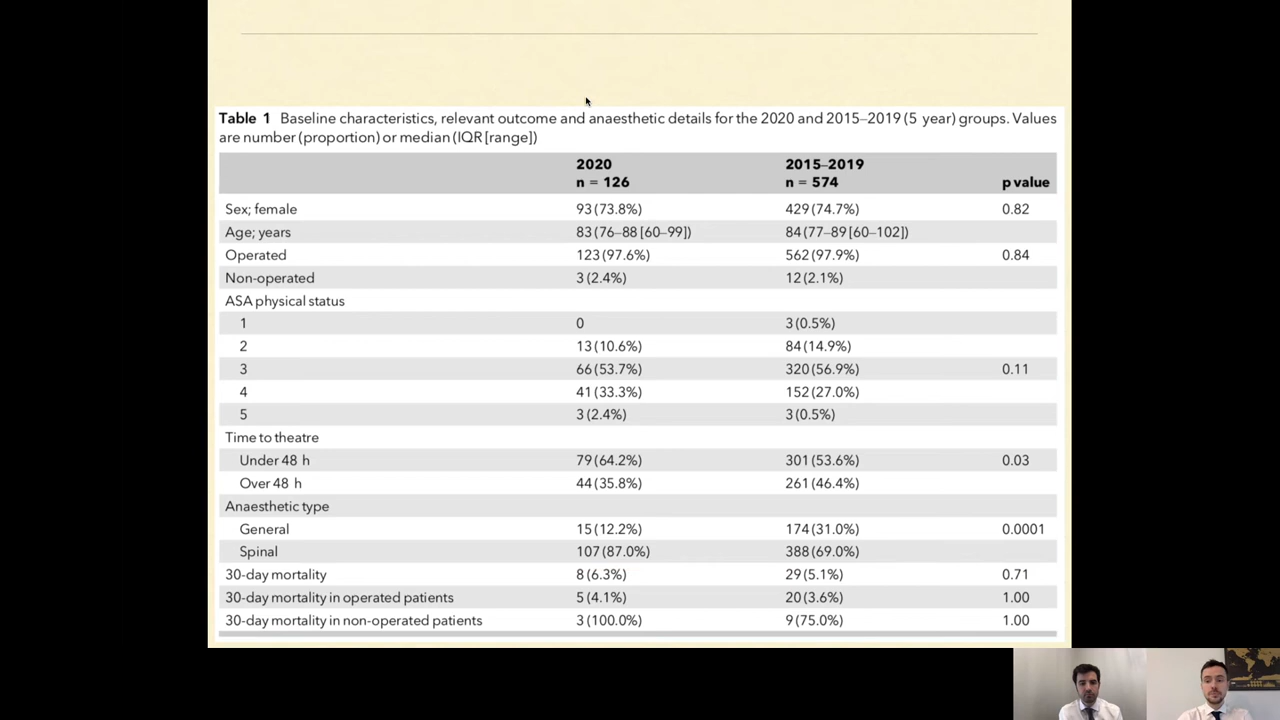 Table 1 Baseline characteristics, relevant outcome and anaesthetic details for the 2020 and 2015–2019 (5 year) groups. Values
are number (proportion) or median (IQR [range])
2020 2015–2019
n = 126 n = 574 p value
Sex; female 93 (73.8%) 429 (74.7%) 0.82
Age; years 83 (76–88 [60–99]) 84 (77–89 [60–102])
Operated 123 (97.6%) 562 (97.9%) 0.84
Non-operated 3 (2.4%) 12 (2.1%)
ASA physical status
1 0 3 (0.5%)
2 13 (10.6%) 84 (14.9%)
3 66 (53.7%) 320 (56.9%) 0.11
4 41 (33.3%) 152 (27.0%)
5 3 (2.4%) 3 (0.5%)
Time to theatre
Under 48 h 79 (64.2%) 301 (53.6%) 0.03
Over 48 h 44 (35.8%) 261 (46.4%)
Anaesthetic type
General 15 (12.2%) 174 (31.0%) 0.0001
Spinal 107 (87.0%) 388 (69.0%)
30-day mortality 8 (6.3%) 29 (5.1%) 0.71
30-day mortality in operated patients 5 (4.1%) 20 (3.6%) 1.00
30-day mortality in non-operated patients 3 (100.0%) 9 (75.0%) 1.00